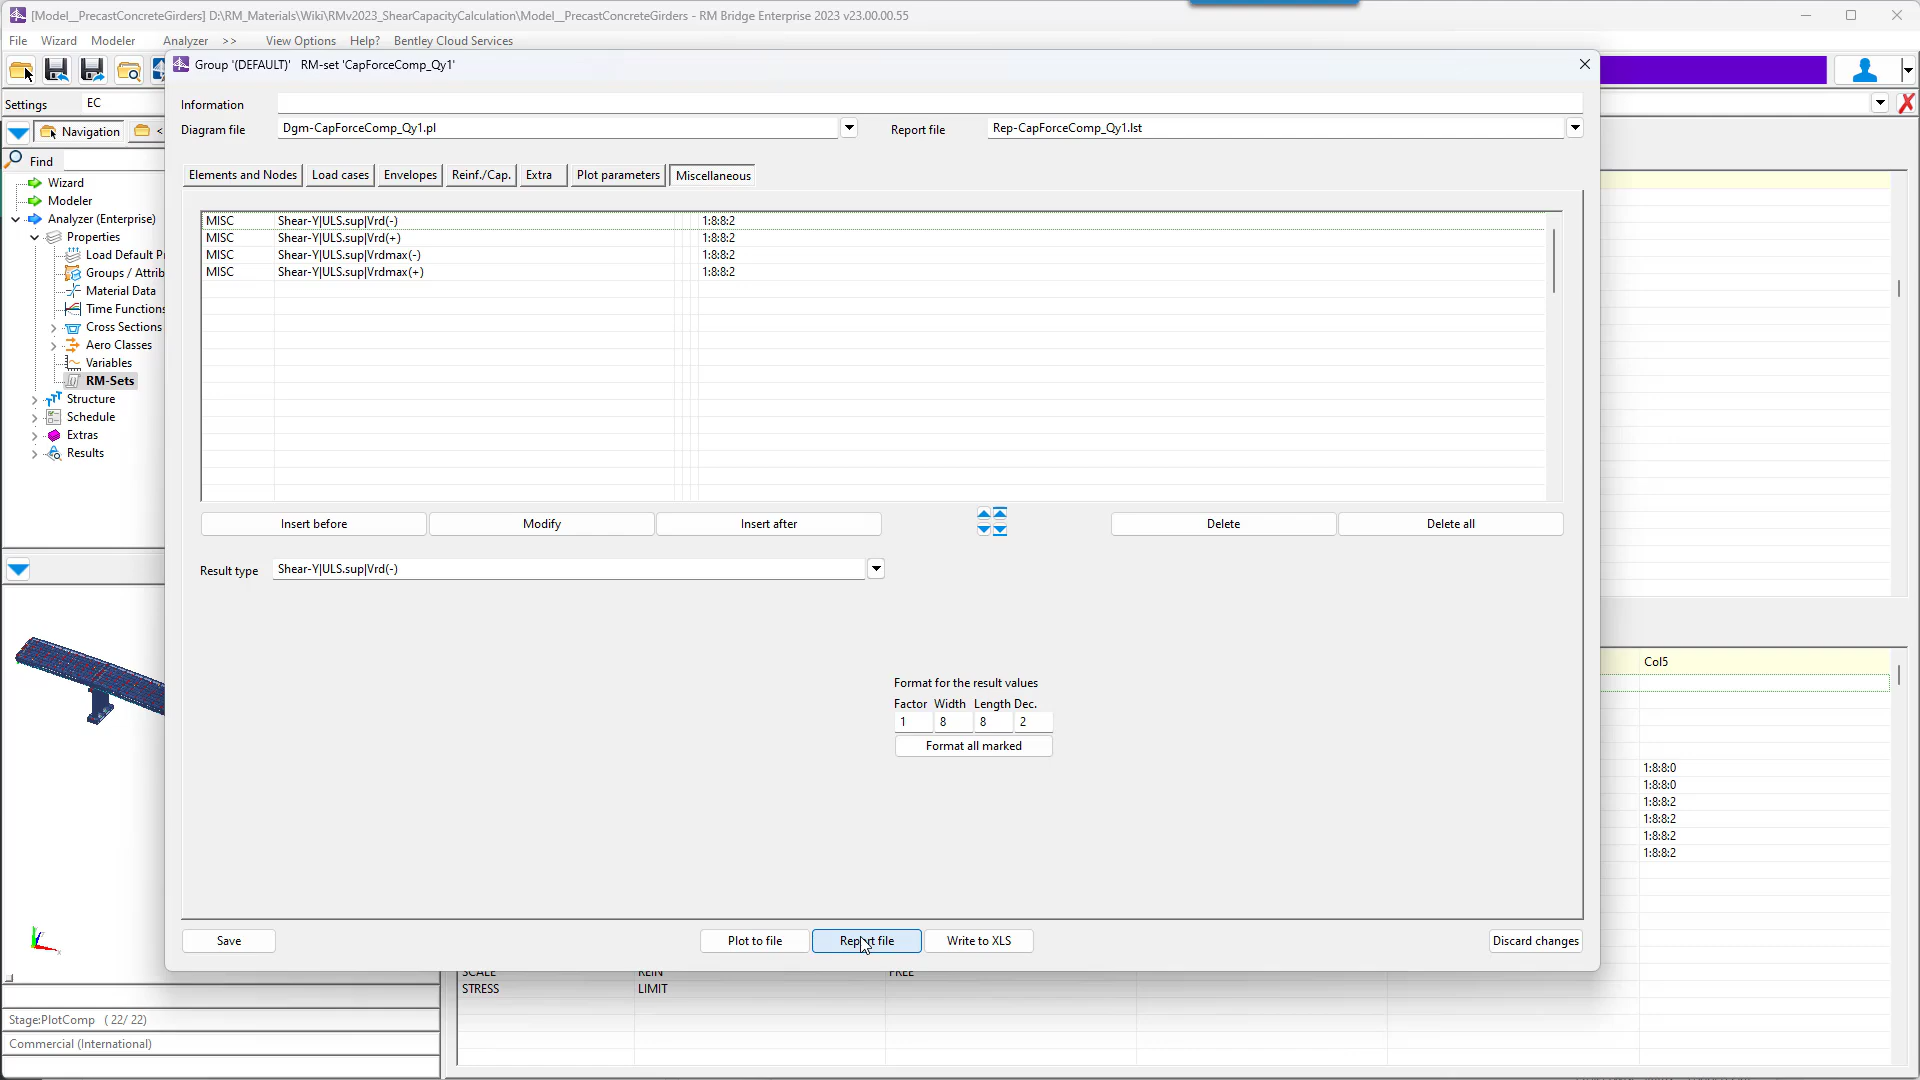 [Model__PrecastConcreteGirders] D:\RM_Materials\Wiki\RMv2023_ShearCapacityCalculation\Model__PrecastConcreteGirders - RM Bridge Enterprise 2023 v23.00.00.55
File Wizard Modeler Analyzer >> View Options Help? Bentley Cloud Services
Group '(DEFAULT)' RM-set 'CapForceComp_Qy1'
Settings EC
Information
Diagram file Dgm-CapForceComp_Qy1.pl Report file Rep-CapForceComp_Qy1.lst
Navigation <
Find
Elements and Nodes Load cases Envelopes Reinf./Cap. Extra Plot parameters Miscellaneous
Wizard
Modeler
Analyzer (Enterprise)
Properties
Load Default P
Groups / Attrib
Material Data
Time Functions
Cross Sections
Aero Classes
Variables
RM-Sets
Structure
Schedule
Extras
Results
MISC Shear-Y|ULS.sup|Vrd(-) 1:8:8:2
MISC Shear-Y|ULS.sup|Vrd(+) 1:8:8:2
MISC Shear-Y|ULS.sup|Vrdmax(-) 1:8:8:2
MISC Shear-Y|ULS.sup|Vrdmax(+) 1:8:8:2
Insert before Modify Insert after Delete Delete all
Result type Shear-Y|ULS.sup|Vrd(-)
Format for the result values
Factor Width Length Dec.
1 8 8 2
Format all marked
Col5
1:8:8:0
1:8:8:0
1:8:8:2
1:8:8:2
1:8:8:2
1:8:8:2
Save Plot to file Report file Write to XLS Discard changes
SCALE REIN FREE
STRESS LIMIT
Stage:PlotComp ( 22/ 22)
Commercial (International)